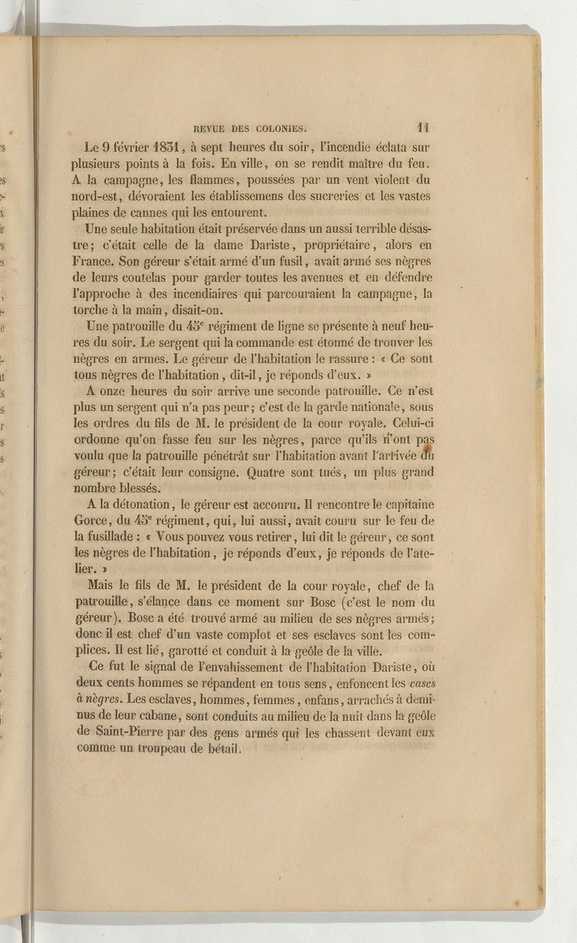 REVUE DES COLONIES. 11
Le 9 février 1831, à sept heures du soir, l'incendie éclata sur
plusieurs points à la fois. En ville, on se rendit maître du feu.
A la campagne, les flammes, poussées par un vent violent du
nord-est, dévoraient les établissemens des sucreries et les vastes
plaines de cannes qui les entourent.
Une seule habitation était préservée dans un aussi terrible désas-
tre; c'était celle de la dame Dariste, propriétaire, alors en
France. Son géreur s'était armé d'un fusil, avait armé ses nègres
de leurs coutelas pour garder toutes les avenues et en défendre
l'approche à des incendiaires qui parcouraient la campagne, la
torche à la main, disait-on.
Une patrouille du 45e régiment de ligne se présente à neuf heu-
res du soir. Le sergent qui la commande est étonné de trouver les
nègres en armes. Le géreur de l'habitation le rassure : « Ce sont
tous nègres de l'habitation, dit-il, je réponds d'eux. »
A onze heures du soir arrive une seconde patrouille. Ce n'est
plus un sergent qui n'a pas peur; c'est de la garde nationale, sous
les ordres du fils de M. le président de la cour royale. Celui-ci
ordonne qu'on fasse feu sur les nègres, parce qu'ils n'ont pas
voulu que la patrouille pénétrât sur l'habitation avant l'arrivée du
géreur; c'était leur consigne. Quatre sont tués, un plus grand
nombre blessés.
A la détonation, le géreur est accouru. Il rencontre le capitaine
Gorce, du 45e régiment, qui, lui aussi, avait couru sur le feu de
la fusillade : « Vous pouvez vous retirer, lui dit le géreur, ce sont
les nègres de l'habitation, je réponds d'eux, je réponds de l'ate-
lier. »
Mais le fils de M. le président de la cour royale, chef de la
patrouille, s'élance dans ce moment sur Bosc (c'est le nom du
géreur). Bosc a été trouvé armé au milieu de ses nègres armés;
donc il est chef d'un vaste complot et ses esclaves sont les com-
plices. Il est lié, garotté et conduit à la geôle de la ville.
Ce fut le signal de l'envahissement de l'habitation Dariste, où
deux cents hommes se répandent en tous sens, enfoncent les cases
à nègres. Les esclaves, hommes, femmes, enfans, arrachés à demi-
nus de leur cabane, sont conduits au milieu de la nuit dans la geôle
de Saint-Pierre par des gens armés qui les chassent devant eux
comme un troupeau de bétail.